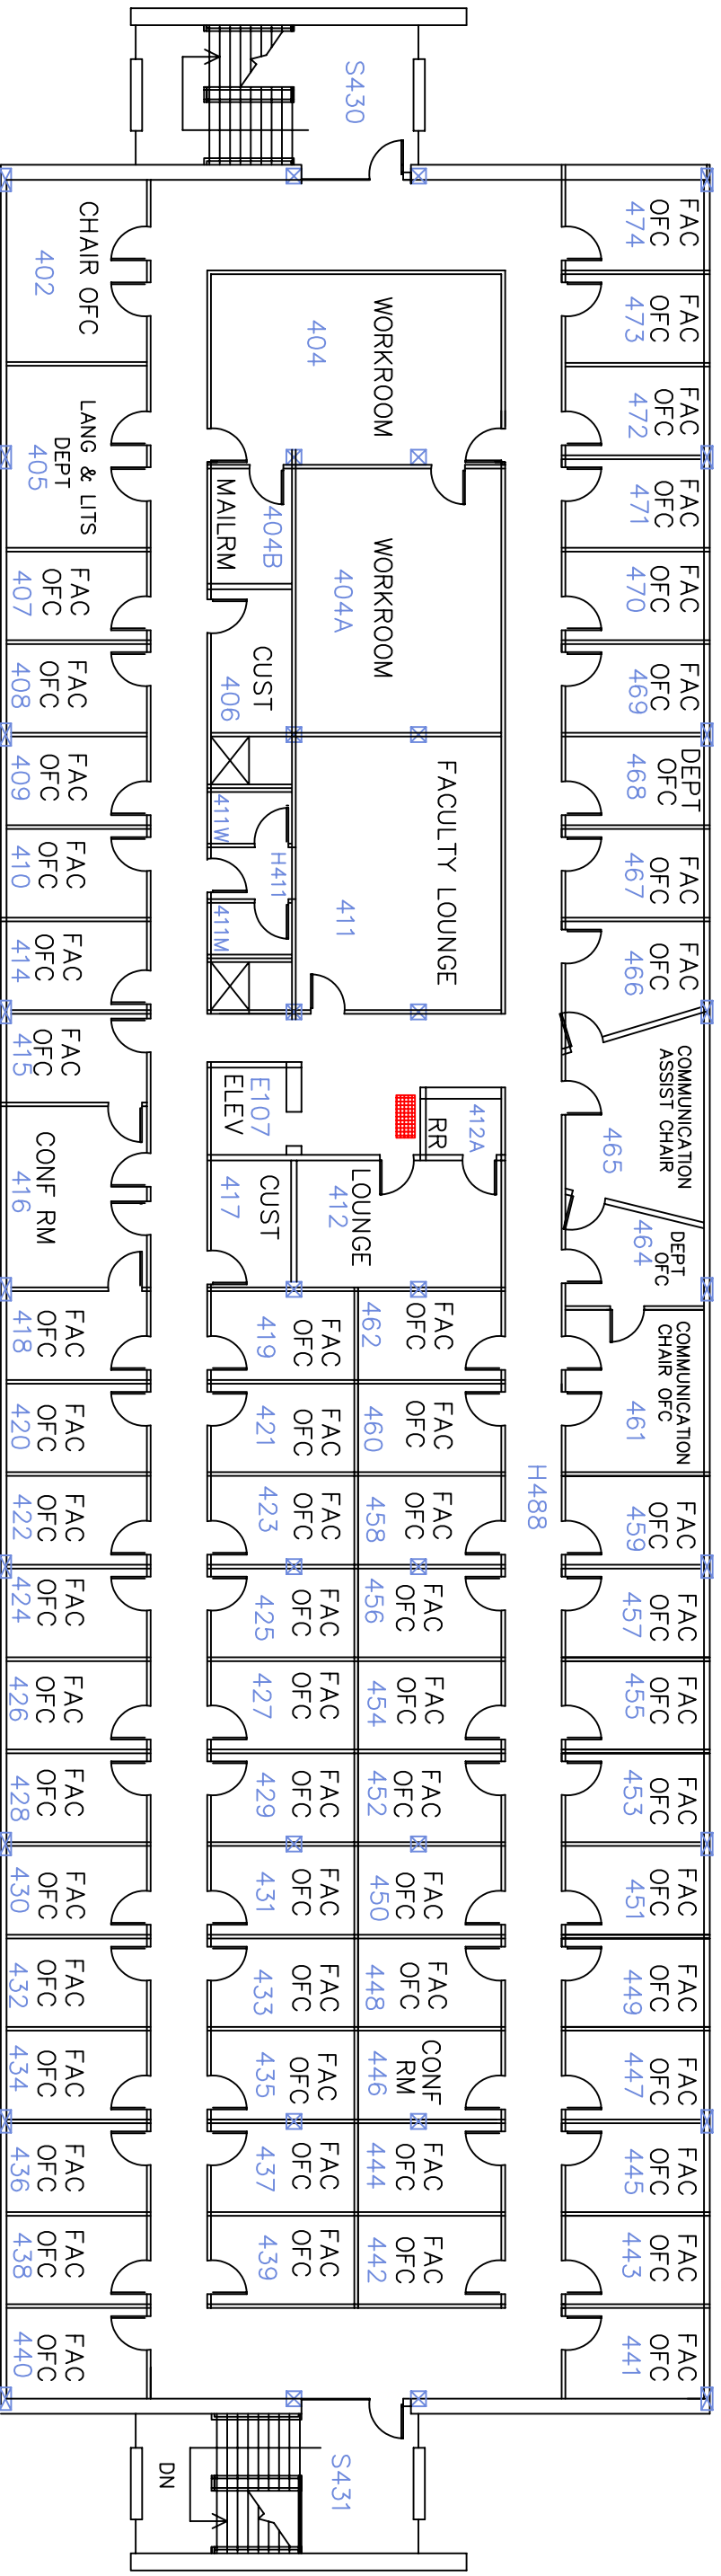 FAC
OFC
474
FAC
OFC
473
FAC
OFC
472
FAC
OFC
471
FAC
OFC
470
FAC
OFC
469
DEPT
OFC
468
FAC
OFC
467
FAC
OFC
466
COMMUNICATION
ASSIST CHAIR
465
DEPT
OFC
464
COMMUNICATION
CHAIR OFC
461
FAC
OFC
459
FAC
OFC
457
FAC
OFC
455
FAC
OFC
453
FAC
OFC
451
FAC
OFC
449
FAC
OFC
447
FAC
OFC
445
FAC
OFC
443
FAC
OFC
441
H488
S430
WORKROOM
404
WORKROOM
404A
FACULTY LOUNGE
411
412A
RR
LOUNGE
412
FAC
OFC
462
FAC
OFC
460
FAC
OFC
458
FAC
OFC
456
FAC
OFC
454
FAC
OFC
452
FAC
OFC
450
FAC
OFC
448
CONF
RM
446
FAC
OFC
444
FAC
OFC
442
S431
404B
MAILRM
CUST
406
411W
H411
411M
E107
ELEV
CUST
417
FAC
OFC
419
FAC
OFC
421
FAC
OFC
423
FAC
OFC
425
FAC
OFC
427
FAC
OFC
429
FAC
OFC
431
FAC
OFC
433
FAC
OFC
435
FAC
OFC
437
FAC
OFC
439
DN
CHAIR OFC
402
LANG & LITS
DEPT
405
FAC
OFC
407
FAC
OFC
408
FAC
OFC
409
FAC
OFC
410
FAC
OFC
414
FAC
OFC
415
CONF RM
416
FAC
OFC
418
FAC
OFC
420
FAC
OFC
422
FAC
OFC
424
FAC
OFC
426
FAC
OFC
428
FAC
OFC
430
FAC
OFC
432
FAC
OFC
434
FAC
OFC
436
FAC
OFC
438
FAC
OFC
440